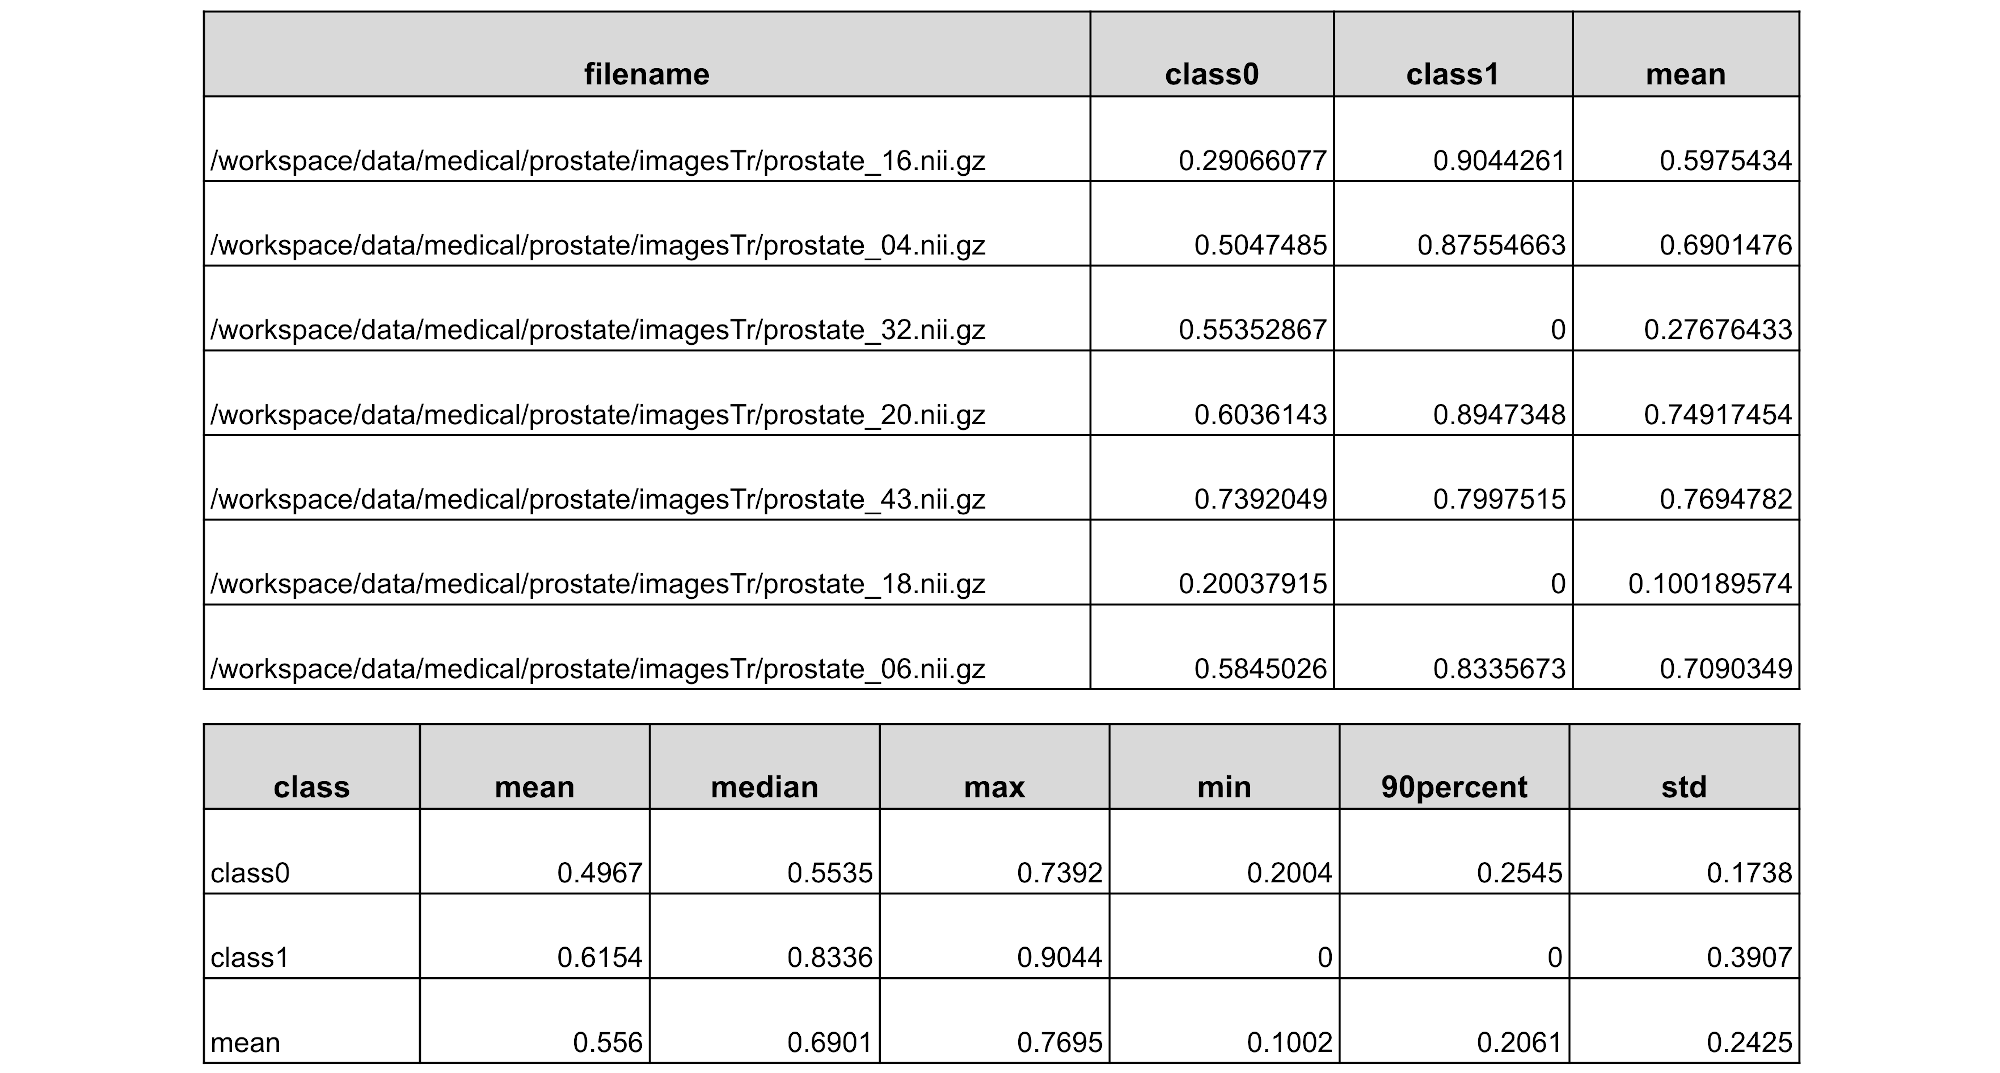 filename class0 class1 mean
/workspace/data/medical/prostate/imagesTr/prostate_16.nii.gz 0.29066077 0.9044261 0.5975434
/workspace/data/medical/prostate/imagesTr/prostate_04.nii.gz 0.5047485 0.87554663 0.6901476
/workspace/data/medical/prostate/imagesTr/prostate_32.nii.gz 0.55352867 0 0.27676433
/workspace/data/medical/prostate/imagesTr/prostate_20.nii.gz 0.6036143 0.8947348 0.74917454
/workspace/data/medical/prostate/imagesTr/prostate_43.nii.gz 0.7392049 0.7997515 0.7694782
/workspace/data/medical/prostate/imagesTr/prostate_18.nii.gz 0.20037915 0 0.100189574
/workspace/data/medical/prostate/imagesTr/prostate_06.nii.gz 0.5845026 0.8335673 0.7090349
class mean median max min 90percent std
class0 0.4967 0.5535 0.7392 0.2004 0.2545 0.1738
class1 0.6154 0.8336 0.9044 0 0 0.3907
mean 0.556 0.6901 0.7695 0.1002 0.2061 0.2425